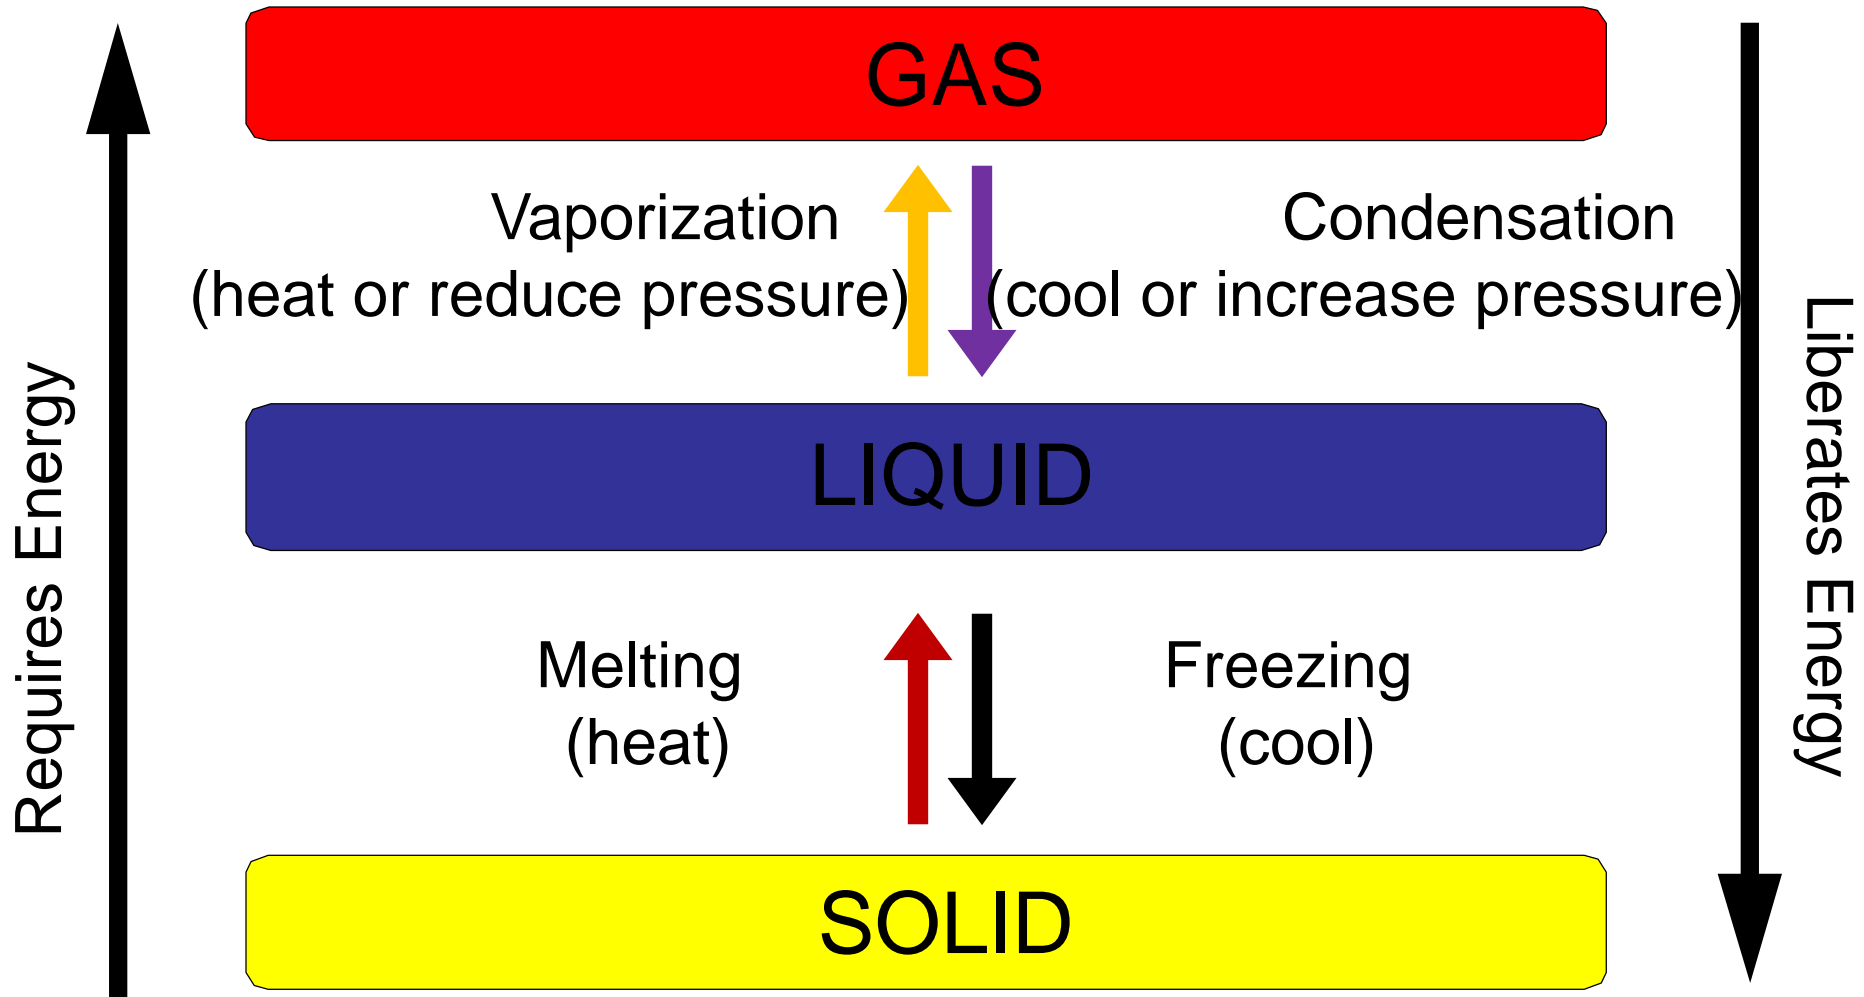 GAS
Vaporization
(heat or reduce pressure)
Condensation
(cool or increase pressure)
Requires Energy
Liberates Energy
LIQUID
Melting
(heat)
Freezing
(cool)
SOLID